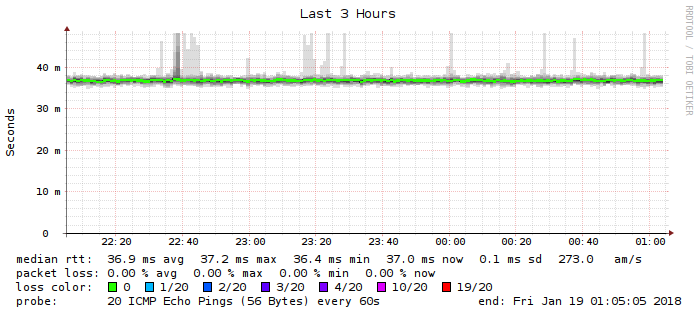 Last 3 Hours
RRDTOOL / TOBI OETIKER
Seconds
40 m
30 m
20 m
10 m
0
22:20 22:40 23:00 23:20 23:40 00:00 00:20 00:40 01:00
median rtt: 36.9 ms avg 37.2 ms max 36.4 ms min 37.0 ms now 0.1 ms sd 273.0 am/s
packet loss: 0.00 % avg 0.00 % max 0.00 % min 0.00 % now
loss color: 0 1/20 2/20 3/20 4/20 10/20 19/20
probe: 20 ICMP Echo Pings (56 Bytes) every 60s end: Fri Jan 19 01:05:05 2018